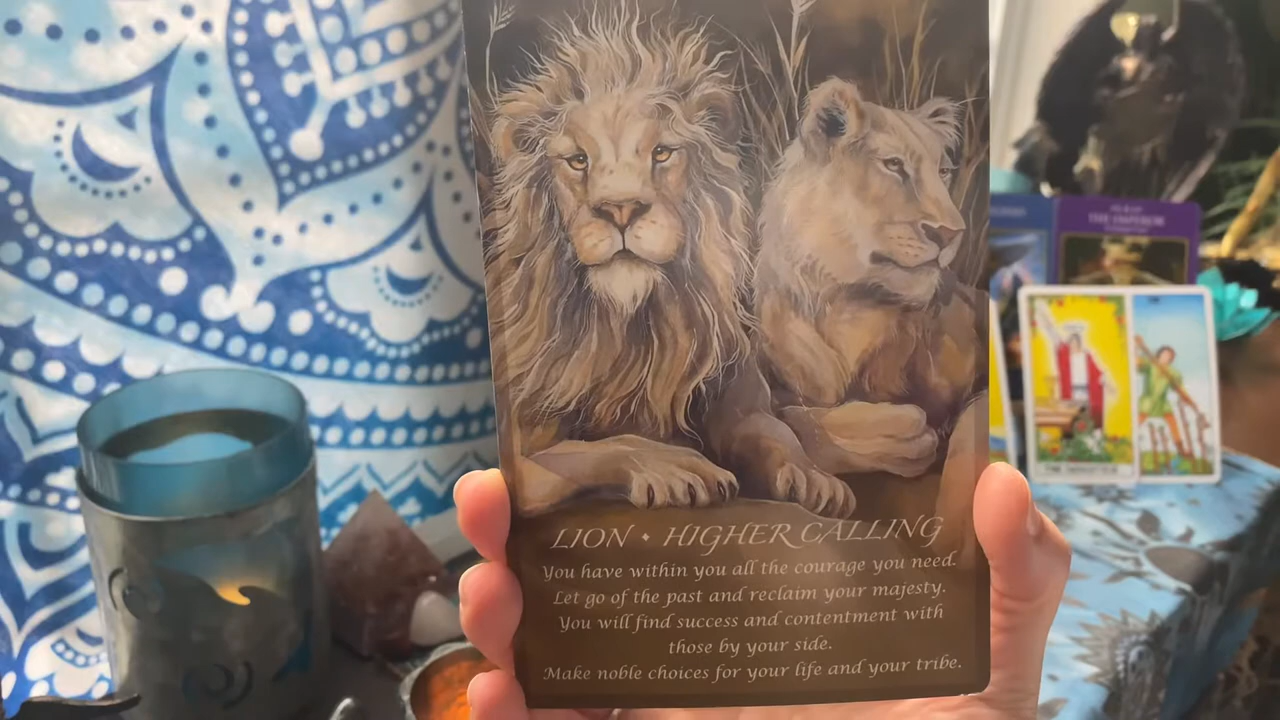 LION • HIGHER CALLING
You have within you all the courage you need.
Let go of the past and reclaim your majesty.
You will find success and contentment with
those by your side.
Make noble choices for your life and your tribe.
THE EMPEROR